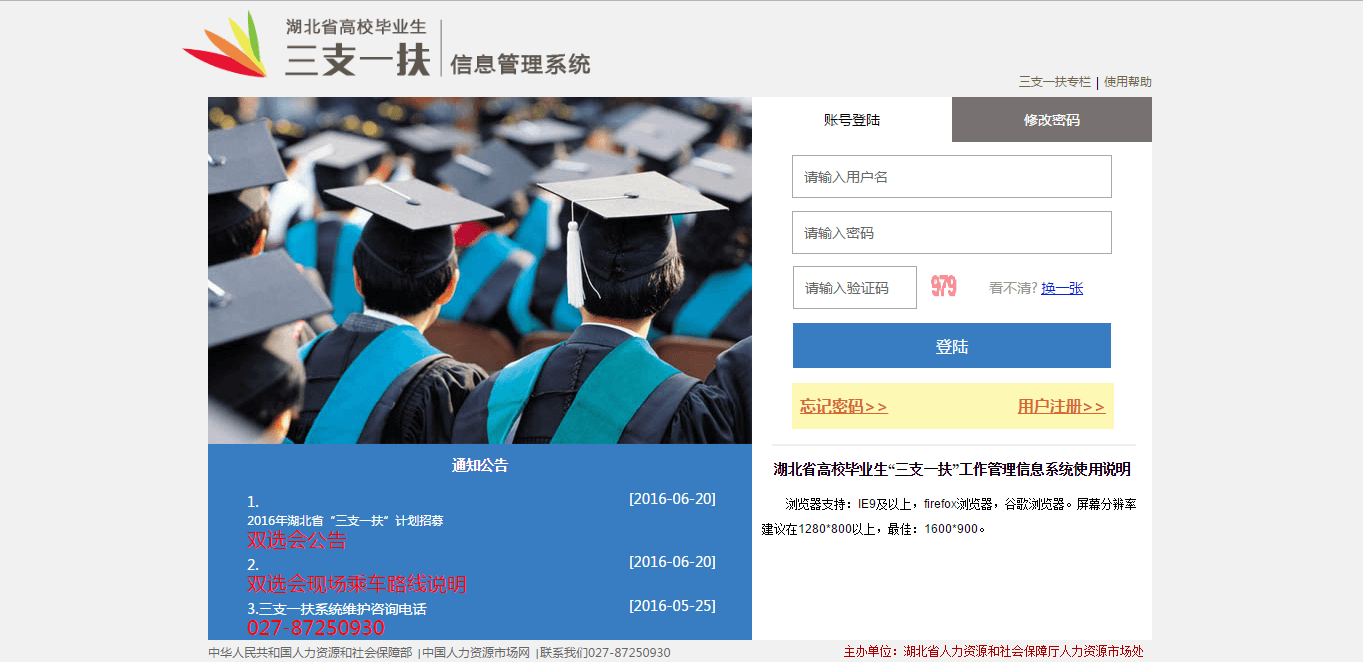 湖北省高校毕业生
三支一扶
信息管理系统
三支一扶专栏 | 使用帮助
账号登陆
修改密码
请输入用户名
请输入密码
请输入验证码
979
看不清? 换一张
登陆
忘记密码>>
用户注册>>
湖北省高校毕业生“三支一扶”工作管理信息系统使用说明
浏览器支持：IE9及以上，firefox浏览器，谷歌浏览器。屏幕分辨率
建议在1280*800以上，最佳：1600*900。
通知公告
1.
[2016-06-20]
2016年湖北省“三支一扶”计划招募
双选会公告
2.
[2016-06-20]
双选会现场乘车路线说明
3.三支一扶系统维护咨询电话
[2016-05-25]
027-87250930
中华人民共和国人力资源和社会保障部 |中国人力资源市场网 |联系我们027-87250930
主办单位：湖北省人力资源和社会保障厅人力资源市场处